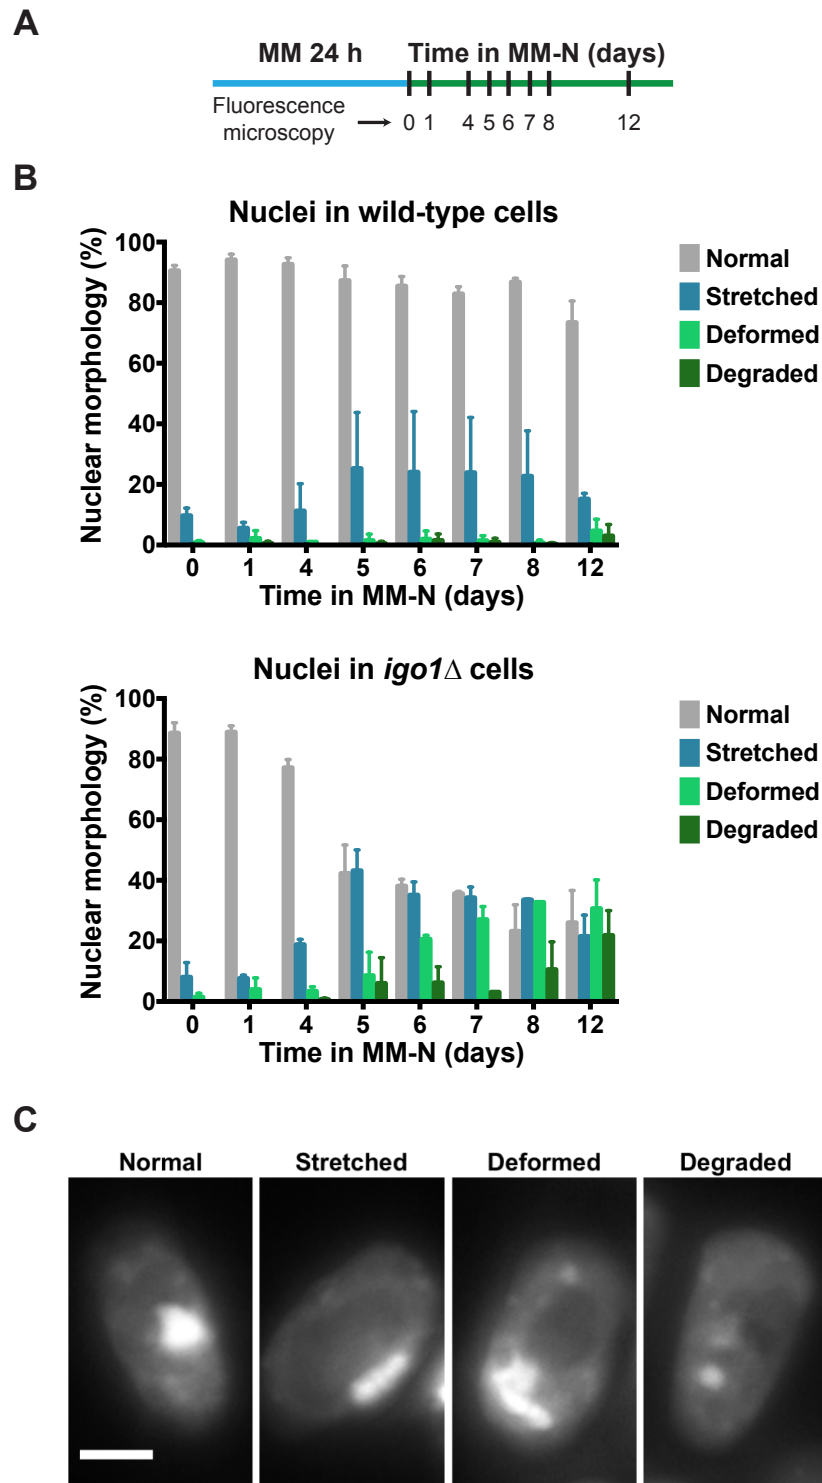 A
MM 24 h Time in MM-N (days)
Fluorescence
microscopy
0 1 4 5 6 7 8 12
B
Nuclei in wild-type cells
Nuclear morphology (%)
100
80
60
40
20
0
0 1 4 5 6 7 8 12
Time in MM-N (days)
Normal
Stretched
Deformed
Degraded
Nuclei in igo1Δ cells
Nuclear morphology (%)
100
80
60
40
20
0
0 1 4 5 6 7 8 12
Time in MM-N (days)
Normal
Stretched
Deformed
Degraded
C
Normal Stretched Deformed Degraded